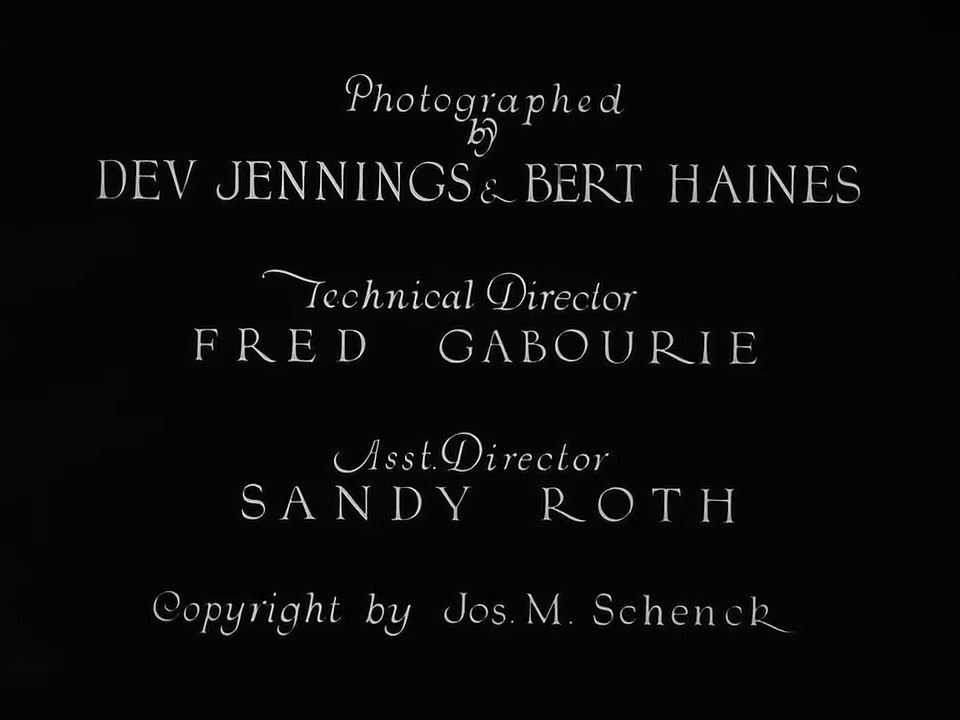 Photographed
by
DEV JENNINGS & BERT HAINES
Technical Director
FRED GABOURIE
Asst. Director
SANDY ROTH
Copyright by Jos. M. Schenck